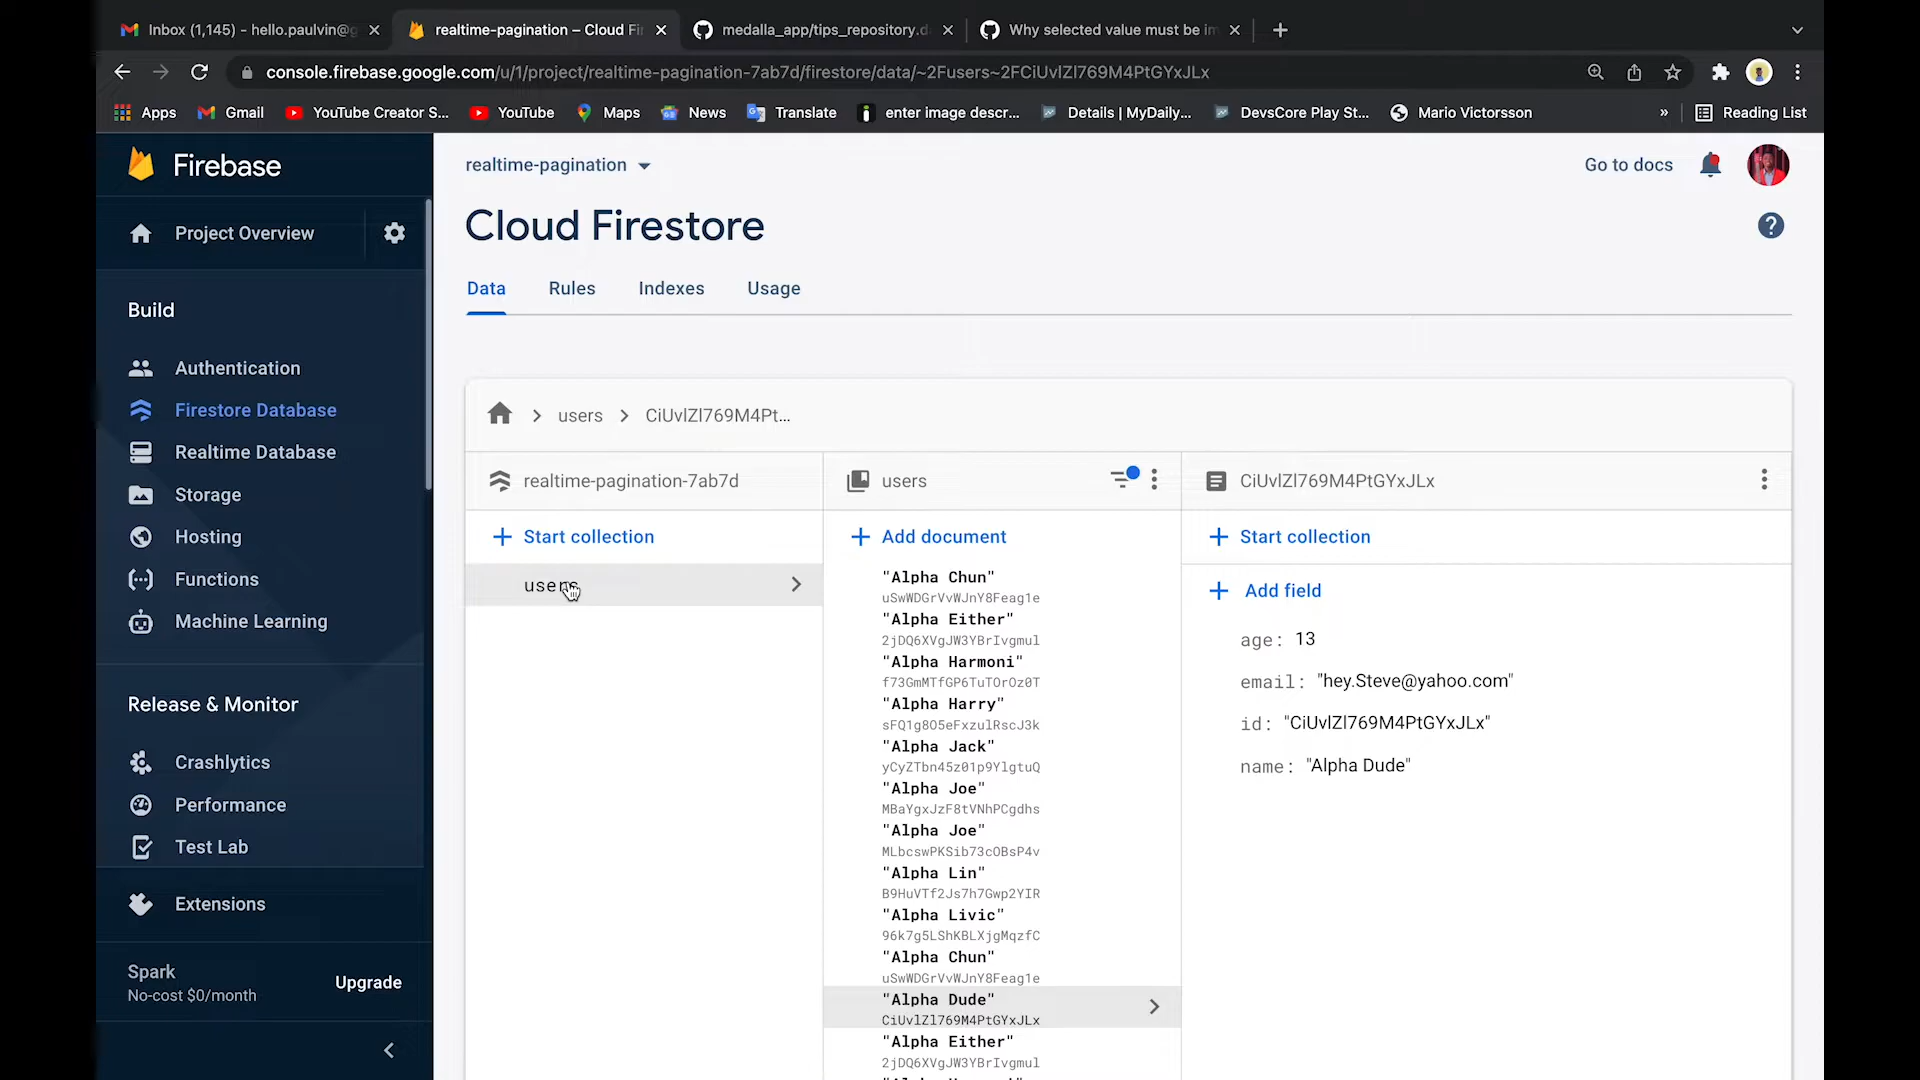 Inbox (1,145) - hello.paulvin@g
realtime-pagination – Cloud Fir
medalla_app/tips_repository.d
Why selected value must be im
console.firebase.google.com/u/1/project/realtime-pagination-7ab7d/firestore/data/~2Fusers~2FCiUvlZl769M4PtGYxJLx
Apps
Gmail
YouTube Creator S...
YouTube
Maps
News
Translate
enter image descr...
Details | MyDaily...
DevsCore Play St...
Mario Victorsson
»
Reading List
Firebase
realtime-pagination
Go to docs
Cloud Firestore
Project Overview
Data
Rules
Indexes
Usage
Build
Authentication
Firestore Database
Realtime Database
Storage
Hosting
Functions
Machine Learning
Release & Monitor
Crashlytics
Performance
Test Lab
Extensions
Spark
No-cost $0/month
Upgrade
users
CiUvlZl769M4Pt...
realtime-pagination-7ab7d
Start collection
users
users
Add document
"Alpha Chun"
uSwWDGrVvWJnY8Feag1e
"Alpha Either"
2jDQ6XVgJW3YBrIvgmul
"Alpha Harmoni"
f73GmMTfGP6TuTOrOz0T
"Alpha Harry"
sFQ1g8O5eFxzulRscJ3k
"Alpha Jack"
yCyZTbn45z01p9YlgtuQ
"Alpha Joe"
MBaYgxJzF8tVNhPCgdhs
"Alpha Joe"
MLbcswPKSib73cOBsP4v
"Alpha Lin"
B9HuVTf2Js7h7Gwp2YIR
"Alpha Livic"
96k7g5LShKBLXjgMqzfC
"Alpha Chun"
uSwWDGrVvWJnY8Feag1e
"Alpha Dude"
CiUvlZl769M4PtGYxJLx
"Alpha Either"
2jDQ6XVgJW3YBrIvgmul
CiUvlZl769M4PtGYxJLx
Start collection
Add field
age: 13
email: "hey.Steve@yahoo.com"
id: "CiUvlZl769M4PtGYxJLx"
name: "Alpha Dude"